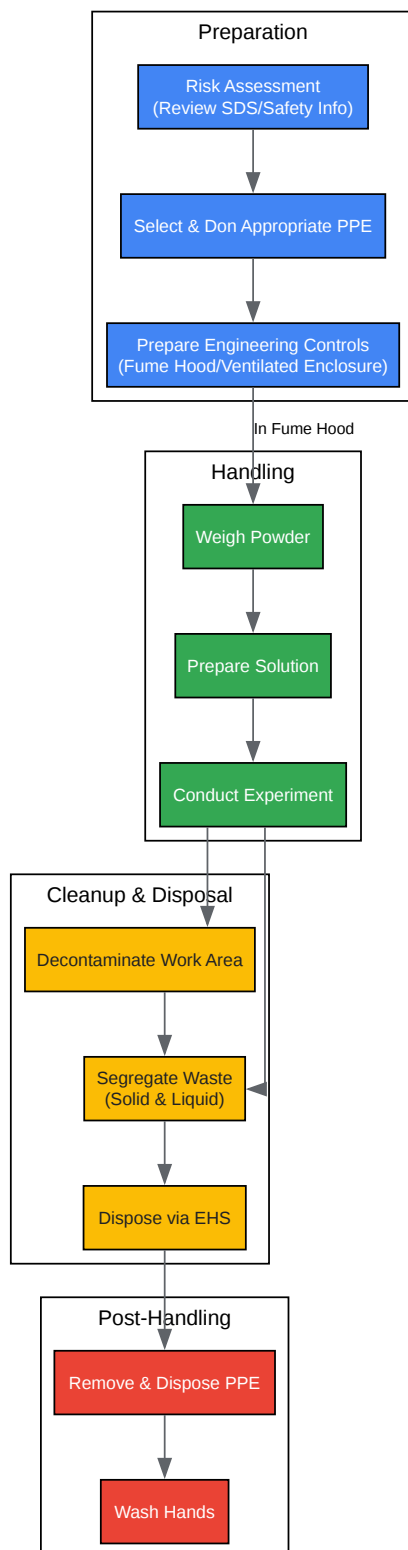 Preparation
Risk Assessment
(Review SDS/Safety Info)
Select & Don Appropriate PPE
Prepare Engineering Controls
(Fume Hood/Ventilated Enclosure)
In Fume Hood
Handling
Weigh Powder
Prepare Solution
Conduct Experiment
Cleanup & Disposal
Decontaminate Work Area
Segregate Waste
(Solid & Liquid)
Dispose via EHS
Post-Handling
Remove & Dispose PPE
Wash Hands